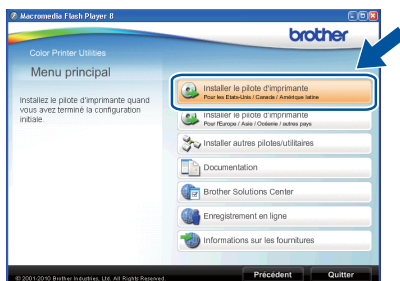 Macromedia Flash Player 8
brother
Color Printer Utilities
Menu principal
Installez le pilote d'imprimante quand
vous avez terminé la configuration
initiale.
Installer le pilote d'imprimante
Pour les Etats-Unis / Canada / Amérique latine
Installer le pilote d'imprimante
Pour l'Europe / Asie / Océanie / autres pays
Installer autres pilotes/utilitaires
Documentation
Brother Solutions Center
Enregistrement en ligne
Informations sur les fournitures
© 2001-2010 Brother Industries, Ltd. All Rights Reserved.
Précédent
Quitter